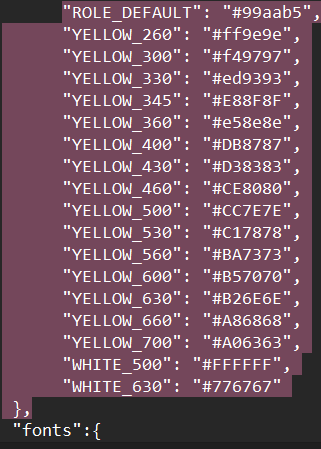 "ROLE_DEFAULT": "#99aab5",
"YELLOW_260": "#ff9e9e",
"YELLOW_300": "#f49797",
"YELLOW_330": "#ed9393",
"YELLOW_345": "#E88F8F",
"YELLOW_360": "#e58e8e",
"YELLOW_400": "#DB8787",
"YELLOW_430": "#D38383",
"YELLOW_460": "#CE8080",
"YELLOW_500": "#CC7E7E",
"YELLOW_530": "#C17878",
"YELLOW_560": "#BA7373",
"YELLOW_600": "#B57070",
"YELLOW_630": "#B26E6E",
"YELLOW_660": "#A86868",
"YELLOW_700": "#A06363",
"WHITE_500": "#FFFFFF",
"WHITE_630": "#776767"
},
"fonts":{